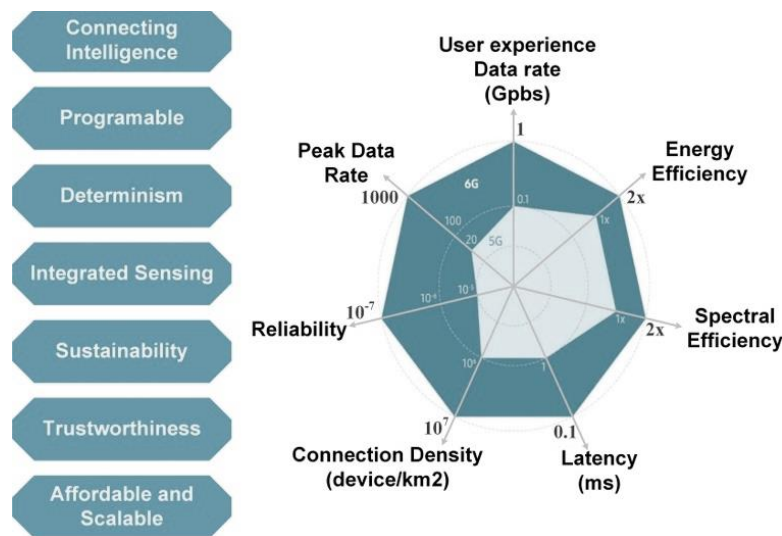 Connecting
Intelligence
Programable
Determinism
Integrated Sensing
Sustainability
Trustworthiness
Affordable and
Scalable
User experience
Data rate
(Gpbs)
1
Peak Data
Rate
1000
Energy
Efficiency
2x
6G
0.1
100
20
5G
1x
Reliability
10⁻⁷
1x
2x
Spectral
Efficiency
10⁶
1
10⁷
0.1
Connection Density
(device/km2)
Latency
(ms)